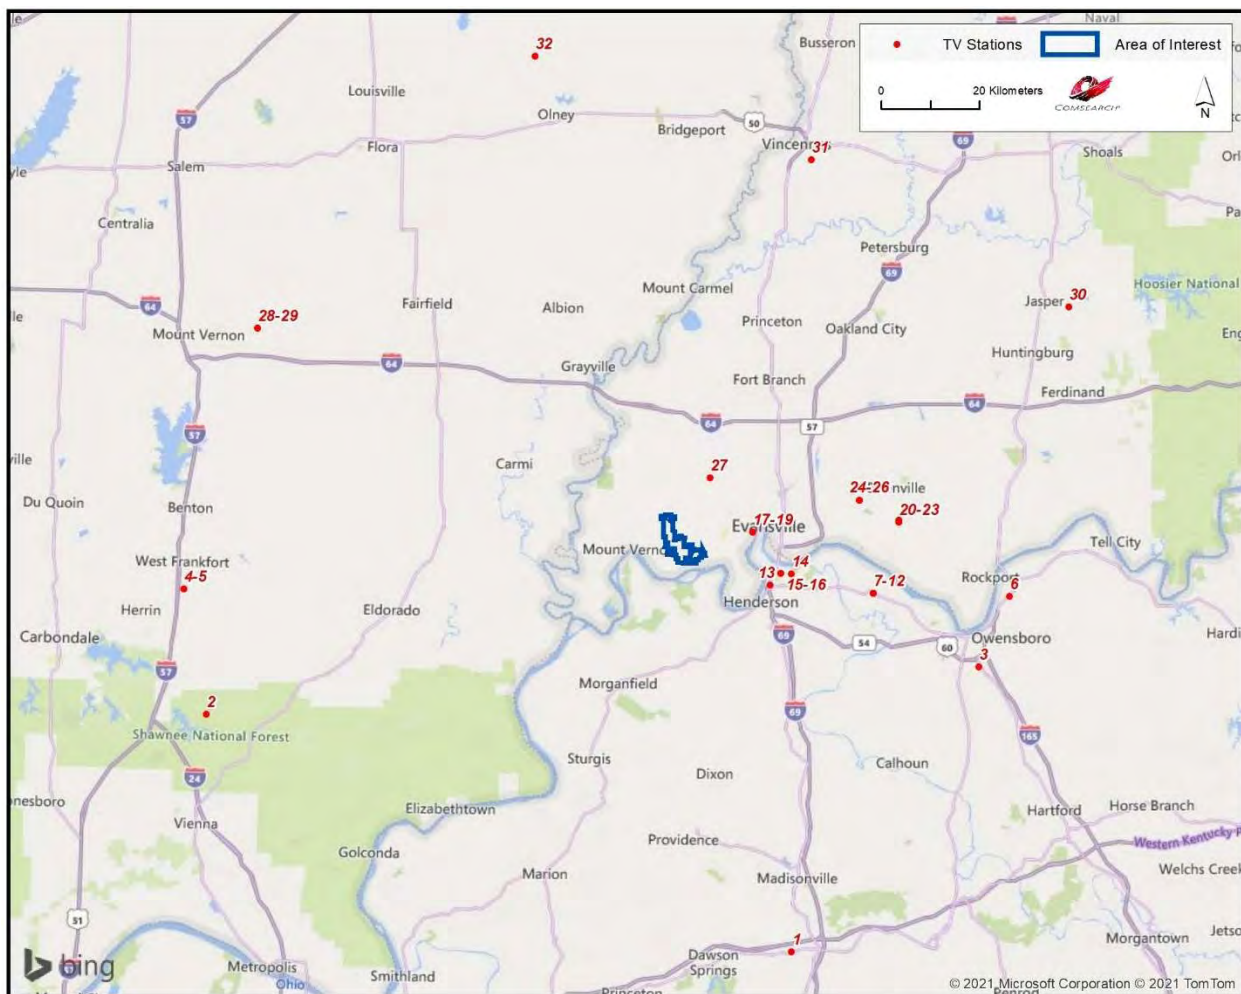 Naval
TV Stations
Area of Interest
0
20 Kilometers
COMSEARCH
N
32
Busseron
Louisville
57
Olney
50
Bridgeport
Flora
Vincennes
31
69
Shoals
Salem
Centralia
Petersburg
69
Mount Carmel
Jasper
30
Hoosier National
64
28-29
Mount Vernon
Fairfield
Albion
Princeton
Oakland City
Huntingburg
64
Grayville
Fort Branch
Ferdinand
64
64
57
57
Carmi
27
24-26
20-23
Du Quoin
Benton
17-19
Evansville
Mount Vernon
Tell City
West Frankfort
4-5
13
14
15-16
7-12
Rockport
6
Herrin
Eldorado
Henderson
Carbondale
69
54
60
Owensboro
3
57
Morganfield
2
69
Shawnee National Forest
165
24
Sturgis
Dixon
Calhoun
Elizabethtown
Hartford
Horse Branch
Vienna
Providence
Western Kentucky
Golconda
Welchs Creek
Marion
Madisonville
51
1
Morgantown
bing
Dawson
Springs
Metropolis
Ohio
Smithland
Princeton
© 2021 Microsoft Corporation © 2021 TomTom